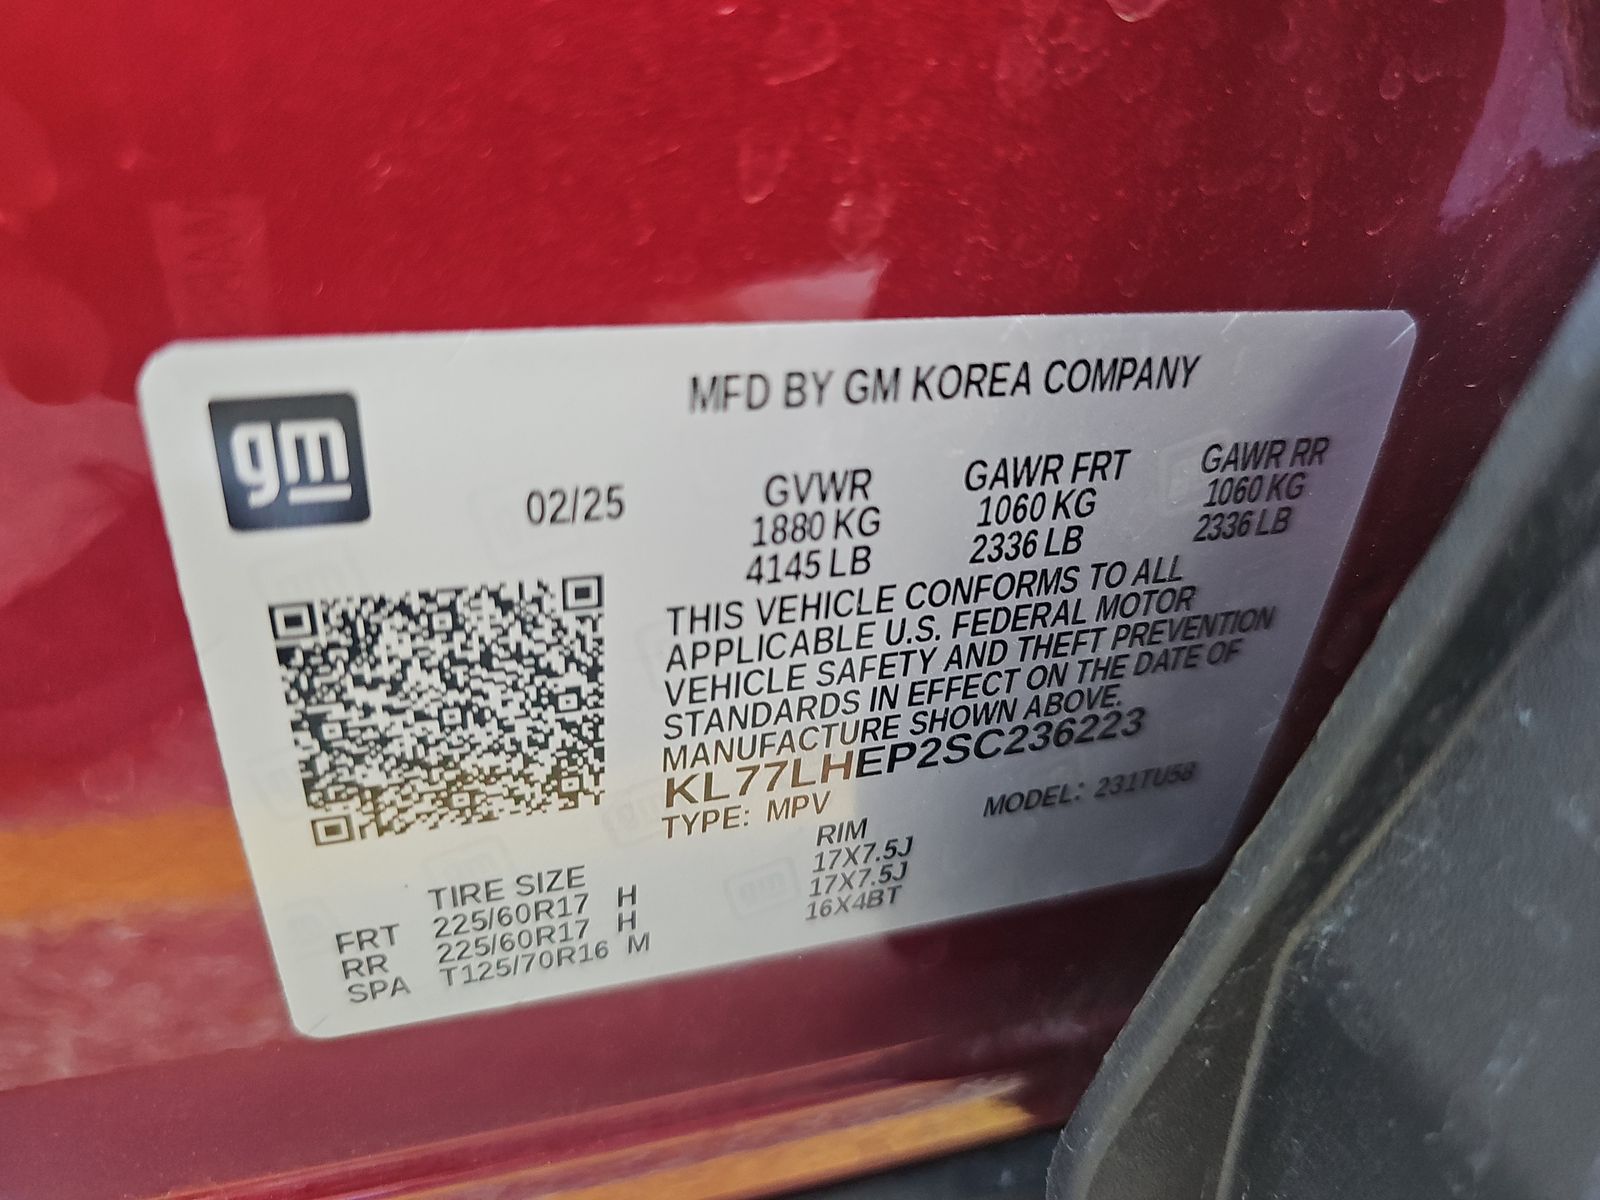 gm
MFD BY GM KOREA COMPANY
02/25
GVWR
1880 KG
4145 LB
GAWR FRT
1060 KG
2336 LB
GAWR RR
1060 KG
2336 LB
THIS VEHICLE CONFORMS TO ALL
APPLICABLE U.S. FEDERAL MOTOR
VEHICLE SAFETY AND THEFT PREVENTION
STANDARDS IN EFFECT ON THE DATE OF
MANUFACTURE SHOWN ABOVE.
KL77LHEP2SC236223
TYPE: MPV MODEL: 231TU58
TIRE SIZE RIM
FRT 225/60R17 H 17X7.5J
RR 225/60R17 H 17X7.5J
SPA T125/70R16 M 16X4BT